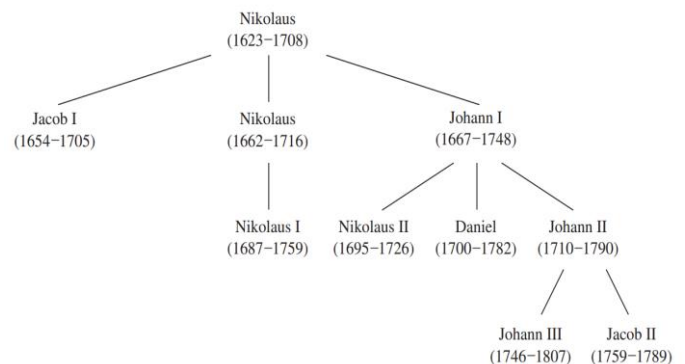 Nikolaus
(1623–1708)
Jacob I
(1654–1705)
Nikolaus
(1662–1716)
Johann I
(1667–1748)
Nikolaus I
(1687–1759)
Nikolaus II
(1695–1726)
Daniel
(1700–1782)
Johann II
(1710–1790)
Johann III
(1746–1807)
Jacob II
(1759–1789)